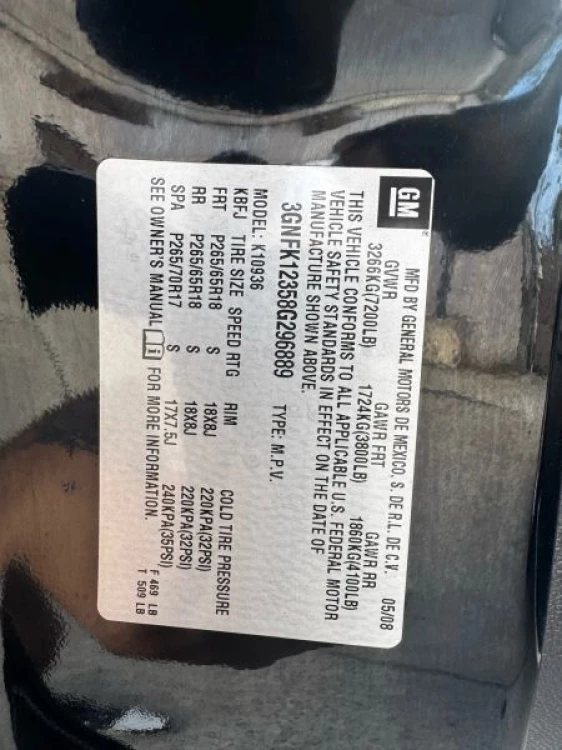 GM® MFD BY GENERAL MOTORS DE MEXICO, S. DE R.L. DE C.V. 05/08
GVWR GAWR FRT GAWR RR
3266KG(7200LB) 1724KG(3800LB) 1860KG(4100LB)
THIS VEHICLE CONFORMS TO ALL APPLICABLE U.S. FEDERAL MOTOR
VEHICLE SAFETY STANDARDS IN EFFECT ON THE DATE OF
MANUFACTURE SHOWN ABOVE.
3GNFK12358G296889 TYPE: M.P.V.
MODEL: K10936
KBFJ TIRE SIZE SPEED RTG RIM COLD TIRE PRESSURE
FRT P265/65R18 S 18X8J 220KPA(32PSI)
RR P265/65R18 S 18X8J 220KPA(32PSI)
SPA P265/70R17 S 17X7.5J 240KPA(35PSI)
SEE OWNER'S MANUAL FOR MORE INFORMATION.
F 469 LB
T 509 LB